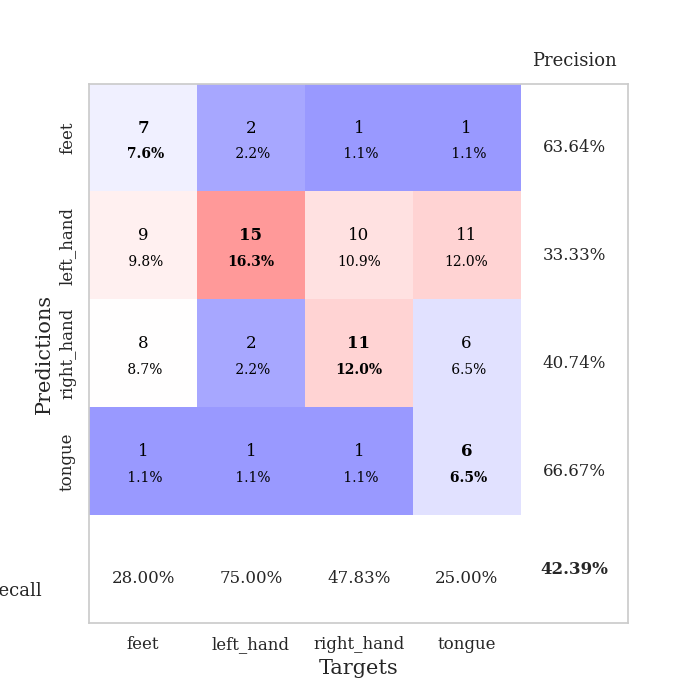 Precision
feet 7 2 1 1 63.64%
7.6% 2.2% 1.1% 1.1%
left_hand 9 15 10 11 33.33%
9.8% 16.3% 10.9% 12.0%
Predictions
right_hand 8 2 11 6 40.74%
8.7% 2.2% 12.0% 6.5%
tongue 1 1 1 6 66.67%
1.1% 1.1% 1.1% 6.5%
ecall 28.00% 75.00% 47.83% 25.00% 42.39%
feet left_hand right_hand tongue
Targets